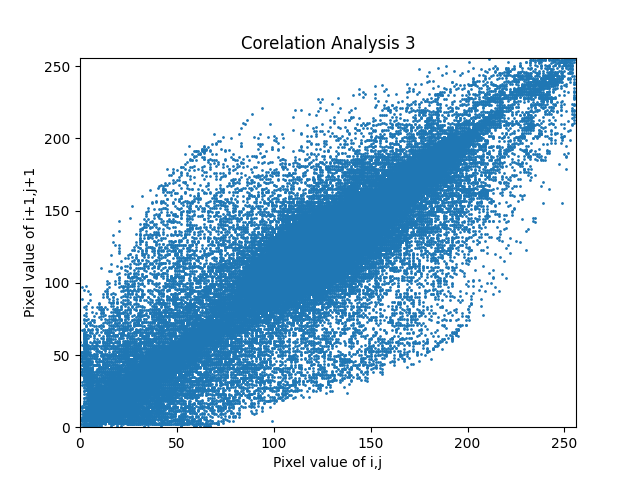 Corelation Analysis 3
250
200
150
100
50
0
Pixel value of i+1,j+1
0 50 100 150 200 250
Pixel value of i,j